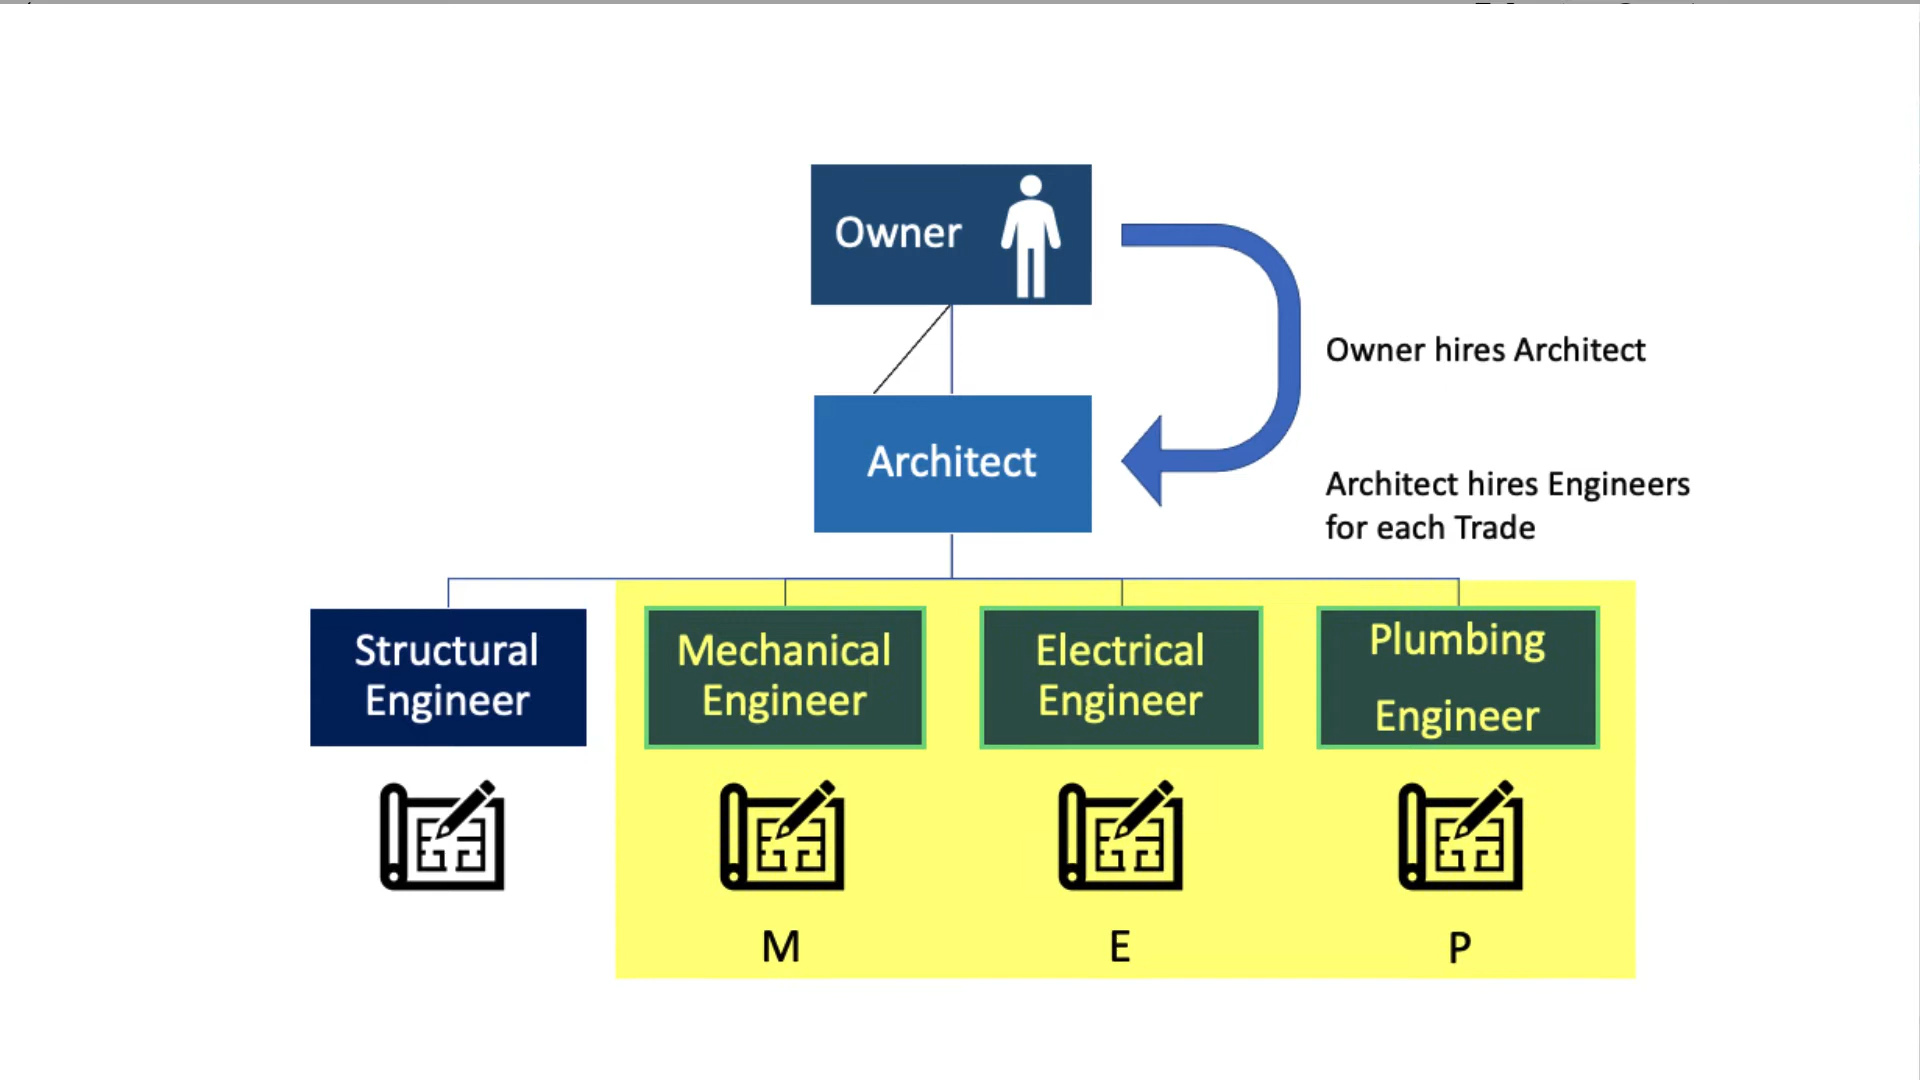 Owner
Owner hires Architect
Architect
Architect hires Engineers
for each Trade
Structural
Engineer
Mechanical
Engineer
Electrical
Engineer
Plumbing
Engineer
M
E
P